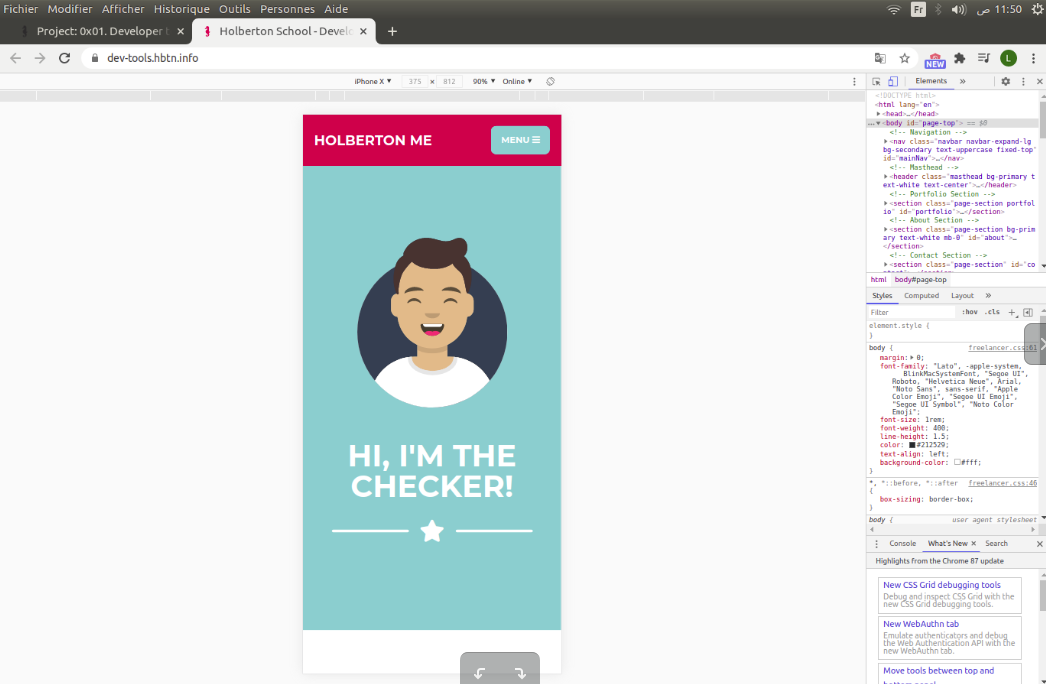 Fichier Modifier Afficher Historique Outils Personnes Aide
Fr
11:50 ص
Project: 0x01. Developer t ×
Holberton School - Develo ×
+
dev-tools.hbtn.info
NEW
L
iPhone X ▼ 375 × 812 90% ▼ Online ▼
Elements »
HOLBERTON ME
MENU
HI, I'M THE
CHECKER!
<!DOCTYPE html>
<html lang="en">
▶<head>…</head>
…▼<body id="page-top"> == $0
<!-- Navigation -->
▶<nav class="navbar navbar-expand-lg
bg-secondary text-uppercase fixed-top"
id="mainNav">…</nav>
<!-- Masthead -->
▶<header class="masthead bg-primary t
ext-white text-center">…</header>
<!-- Portfolio Section -->
▶<section class="page-section portfol
io" id="portfolio">…</section>
<!-- About Section -->
▶<section class="page-section bg-prim
ary text-white mb-0" id="about">…
</section>
<!-- Contact Section -->
▶<section class="page-section" id="co
html body#page-top
Styles Computed Layout »
Filter :hov .cls +
element.style {
}
body { freelancer.css:61
margin:▶ 0;
font-family: "Lato", -apple-system,
BlinkMacSystemFont, "Segoe UI",
Roboto, "Helvetica Neue", Arial,
"Noto Sans", sans-serif, "Apple
Color Emoji", "Segoe UI Emoji",
"Segoe UI Symbol", "Noto Color
Emoji";
font-size: 1rem;
font-weight: 400;
line-height: 1.5;
color: #212529;
text-align: left;
background-color: #fff;
}
*, *::before, *::after freelancer.css:46
{
box-sizing: border-box;
}
body { user agent stylesheet
Console What's New × Search
Highlights from the Chrome 87 update
New CSS Grid debugging tools
Debug and inspect CSS Grid with the
new CSS Grid debugging tools.
New WebAuthn tab
Emulate authenticators and debug
the Web Authentication API with the
new WebAuthn tab.
Move tools between top and